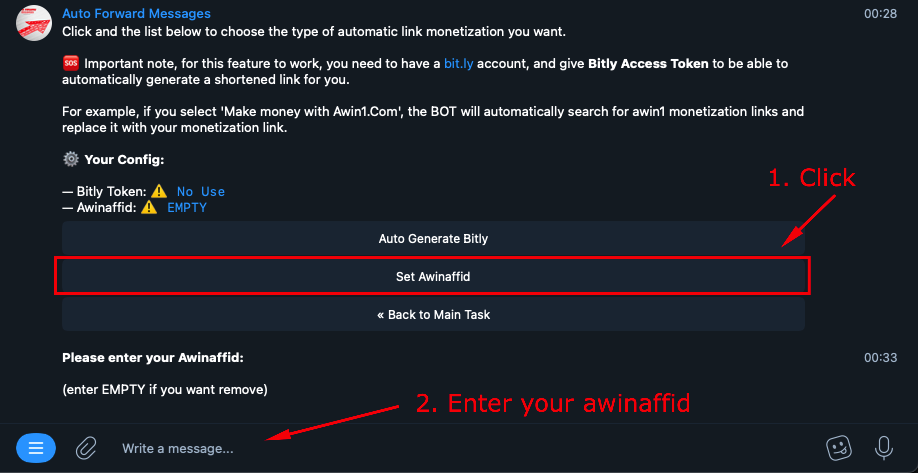 Auto Forward Messages
00:28
Click and the list below to choose the type of automatic link monetization you want.
🆘 Important note, for this feature to work, you need to have a bit.ly account, and give Bitly Access Token to be able to
automatically generate a shortened link for you.
For example, if you select 'Make money with Awin1.Com', the BOT will automatically search for awin1 monetization links and
replace it with your monetization link.
⚙️ Your Config:
— Bitly Token: ⚠️ No Use
— Awinaffid: ⚠️ EMPTY
1. Click
Auto Generate Bitly
Set Awinaffid
« Back to Main Task
Please enter your Awinaffid:
00:33
(enter EMPTY if you want remove)
2. Enter your awinaffid
Write a message...